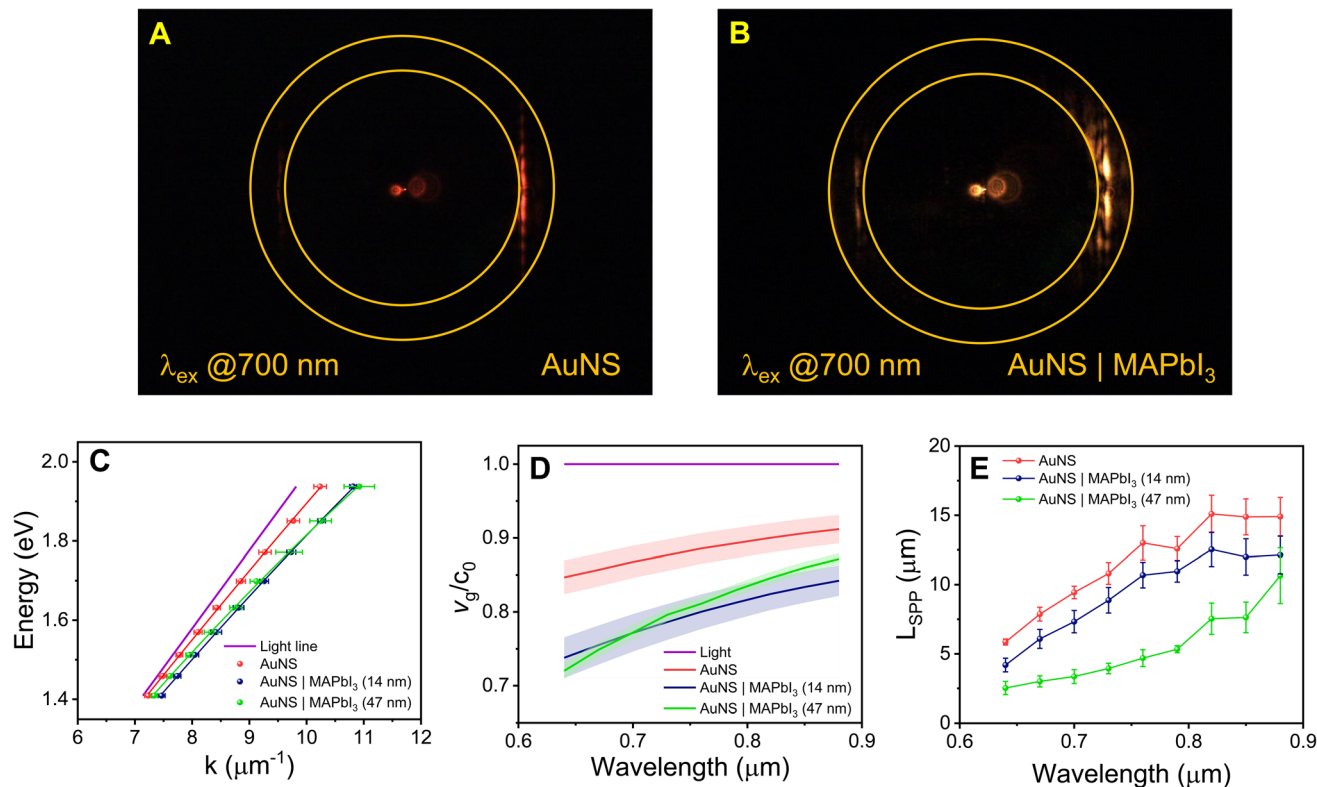 A
λex @700 nm
AuNS
B
λex @700 nm
AuNS | MAPbI3
C
2.0
1.8
1.6
1.4
Energy (eV)
Light line
AuNS
AuNS | MAPbI3 (14 nm)
AuNS | MAPbI3 (47 nm)
6 7 8 9 10 11 12
k (μm-1)
D
1.0
0.9
0.8
0.7
vg/c0
Light
AuNS
AuNS | MAPbI3 (14 nm)
AuNS | MAPbI3 (47 nm)
0.6 0.7 0.8 0.9
Wavelength (μm)
E
20
15
10
5
0
LSPP (μm)
AuNS
AuNS | MAPbI3 (14 nm)
AuNS | MAPbI3 (47 nm)
0.6 0.7 0.8 0.9
Wavelength (μm)